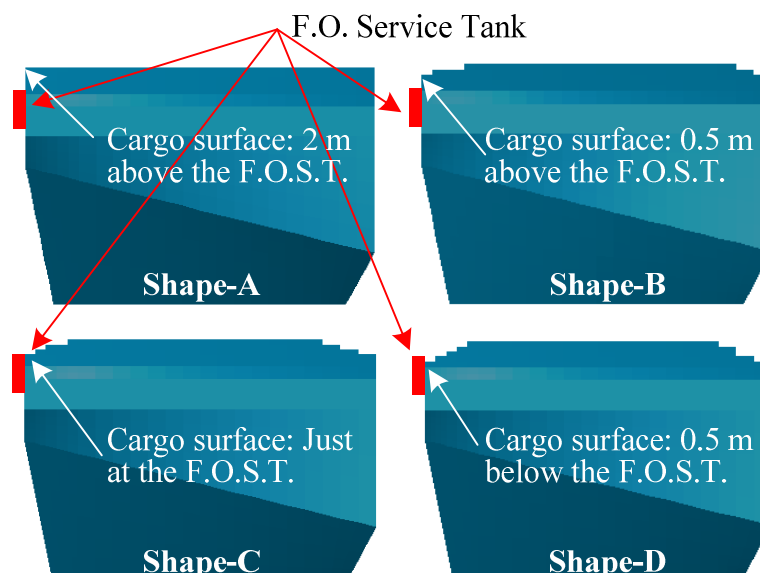 F.O. Service Tank
Cargo surface: 2 m
above the F.O.S.T.
Shape-A
Cargo surface: 0.5 m
above the F.O.S.T.
Shape-B
Cargo surface: Just
at the F.O.S.T.
Shape-C
Cargo surface: 0.5 m
below the F.O.S.T.
Shape-D